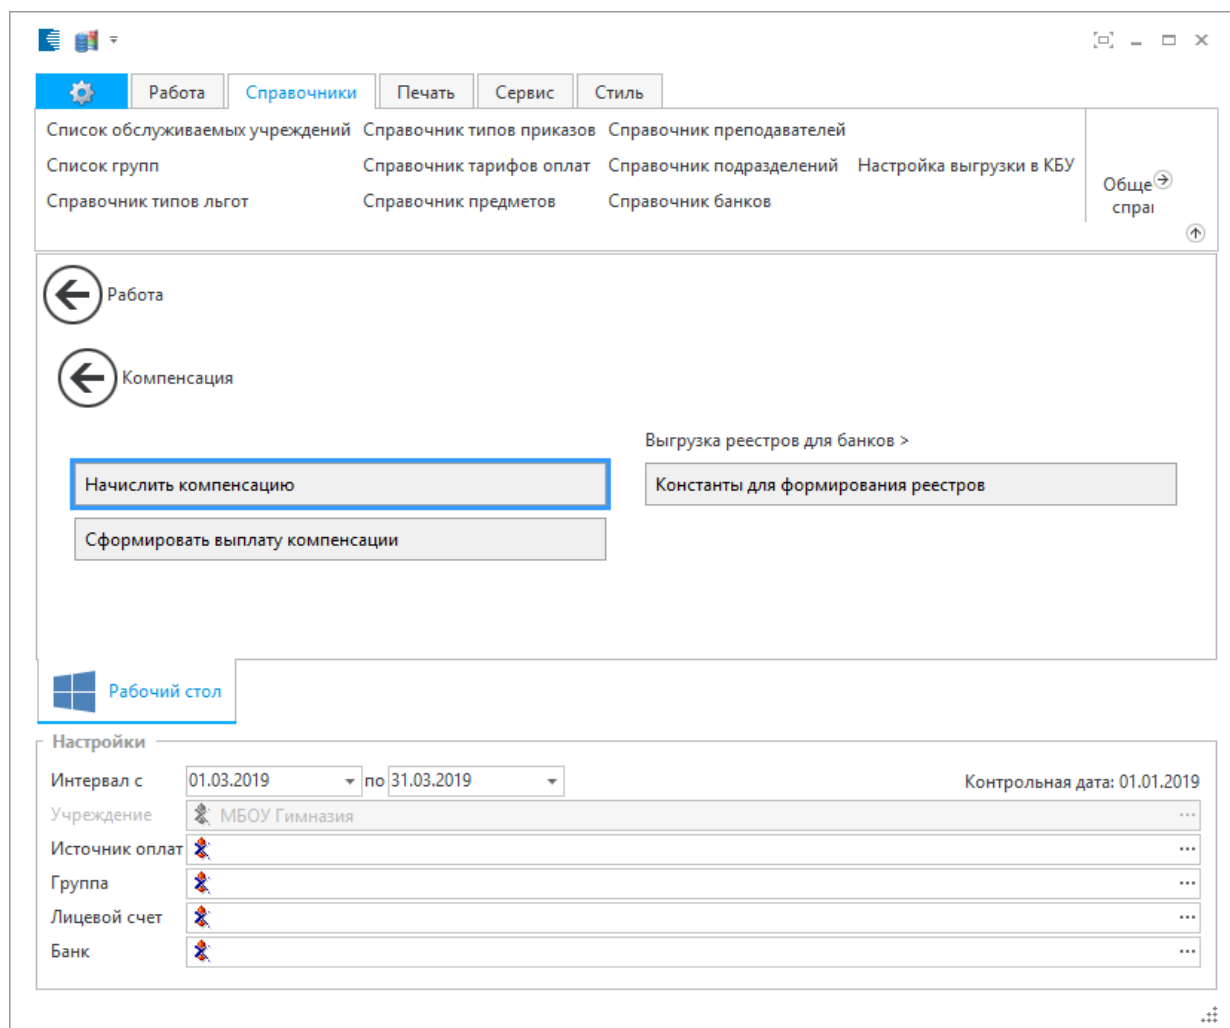 Работа Справочники Печать Сервис Стиль
Список обслуживаемых учреждений Справочник типов приказов Справочник преподавателей
Список групп Справочник тарифов оплат Справочник подразделений Настройка выгрузки в КБУ
Справочник типов льгот Справочник предметов Справочник банков
Обще
спра
Работа
Компенсация
Выгрузка реестров для банков >
Начислить компенсацию Константы для формирования реестров
Сформировать выплату компенсации
Рабочий стол
Настройки
Интервал с 01.03.2019 по 31.03.2019 Контрольная дата: 01.01.2019
Учреждение МБОУ Гимназия ...
Источник оплат ...
Группа ...
Лицевой счет ...
Банк ...